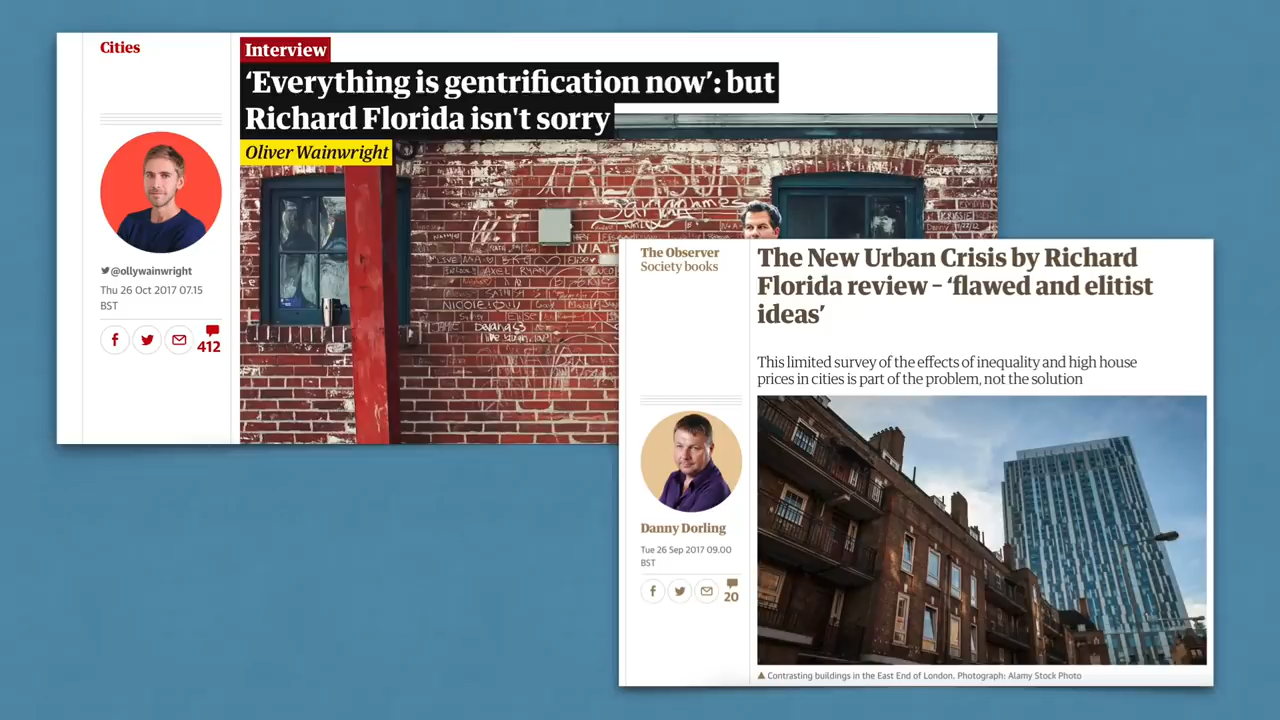 Cities
Interview
‘Everything is gentrification now’: but
Richard Florida isn't sorry
Oliver Wainwright
@ollywainwright
Thu 26 Oct 2017 07.15
BST
412
The Observer
Society books
The New Urban Crisis by Richard
Florida review – ‘flawed and elitist
ideas’
This limited survey of the effects of inequality and high house
prices in cities is part of the problem, not the solution
Danny Dorling
Tue 26 Sep 2017 09.00
BST
20
Contrasting buildings in the East End of London. Photograph: Alamy Stock Photo